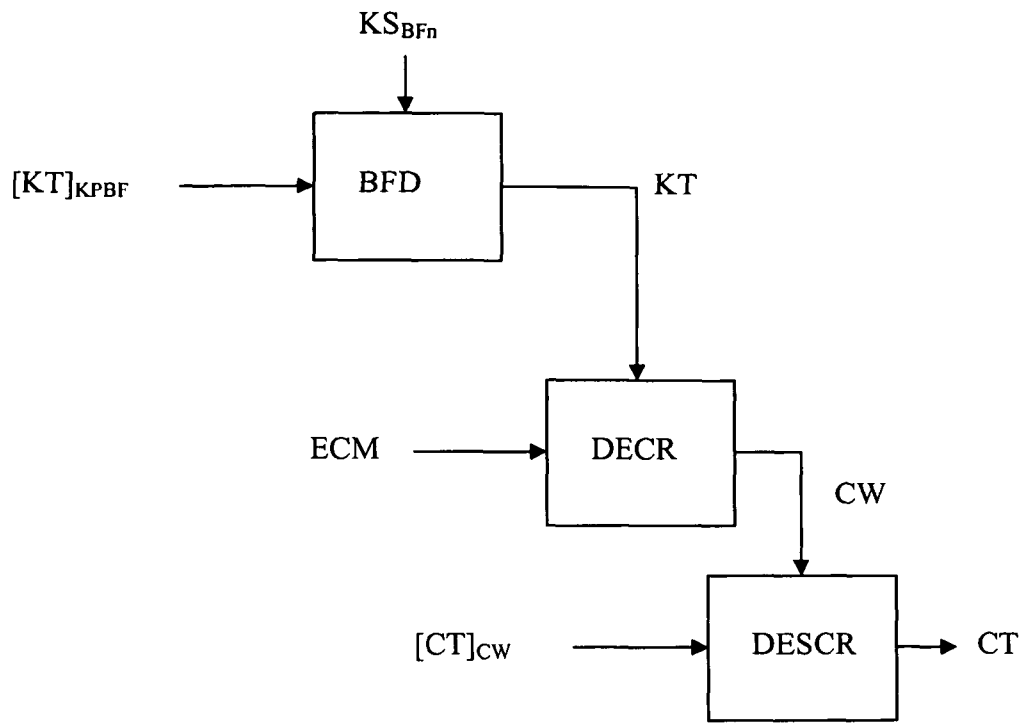 KS_BFn
[KT]_KPBF
BFD
KT
ECM
DECR
CW
[CT]_CW
DESCR
CT